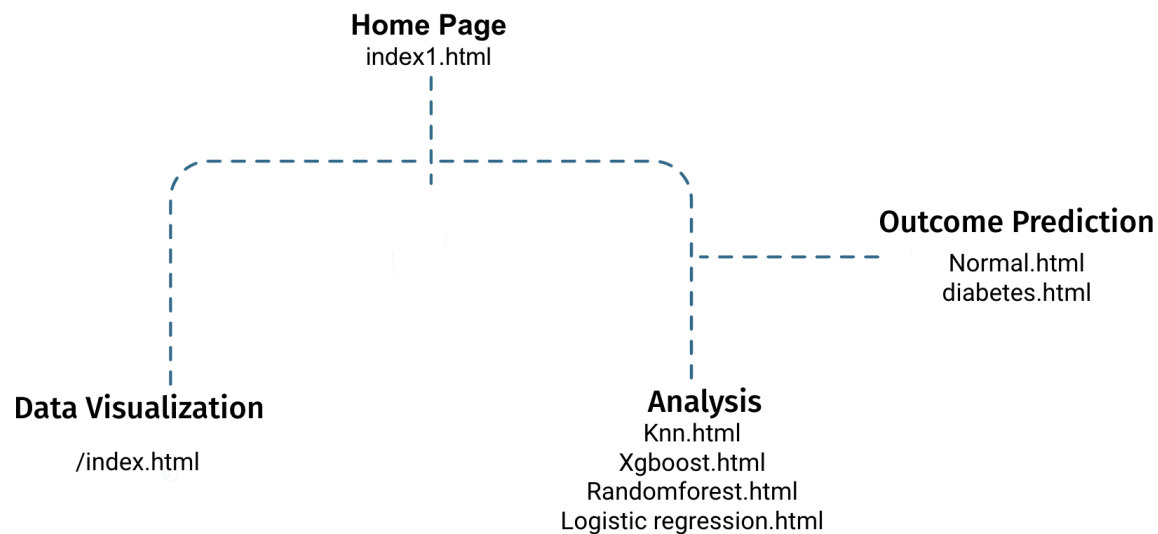 Home Page
index1.html
Outcome Prediction
Normal.html
diabetes.html
Data Visualization
/index.html
Analysis
Knn.html
Xgboost.html
Randomforest.html
Logistic regression.html